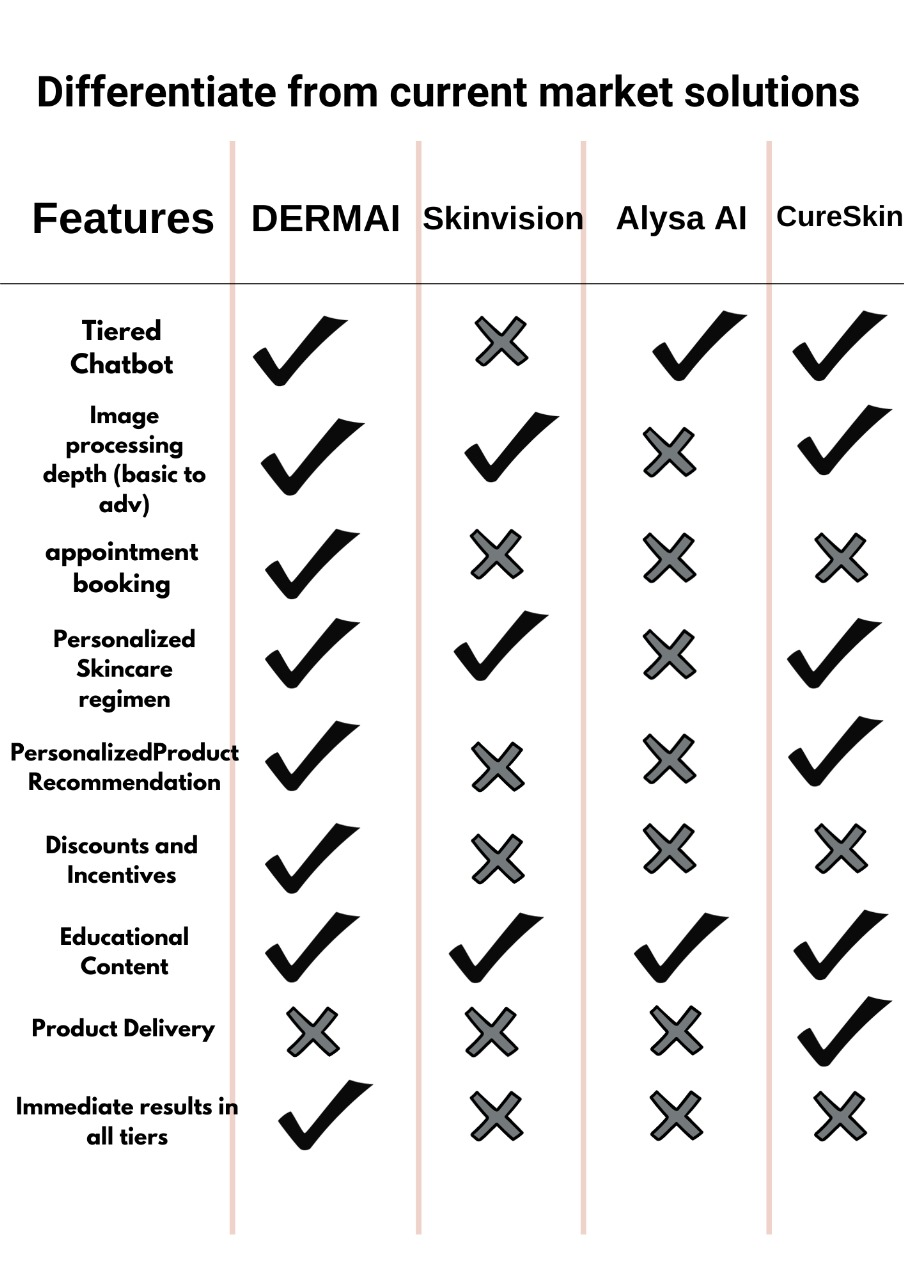 Differentiate from current market solutions
Features DERMAI Skinvision Alysa AI CureSkin
Tiered
Chatbot
Image
processing
depth (basic to
adv)
appointment
booking
Personalized
Skincare
regimen
PersonalizedProduct
Recommendation
Discounts and
Incentives
Educational
Content
Product Delivery
Immediate results in
all tiers